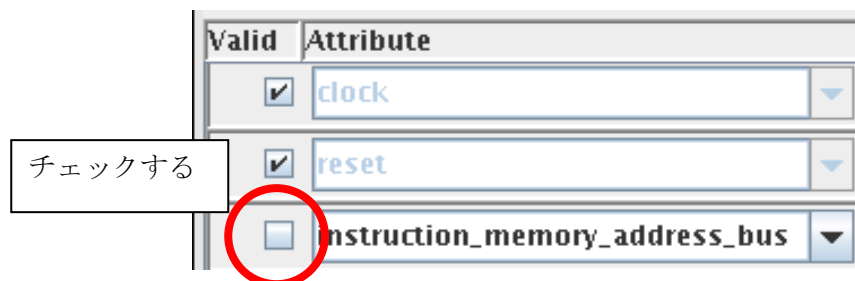 Valid Attribute
clock
チェックする
reset
instruction_memory_address_bus